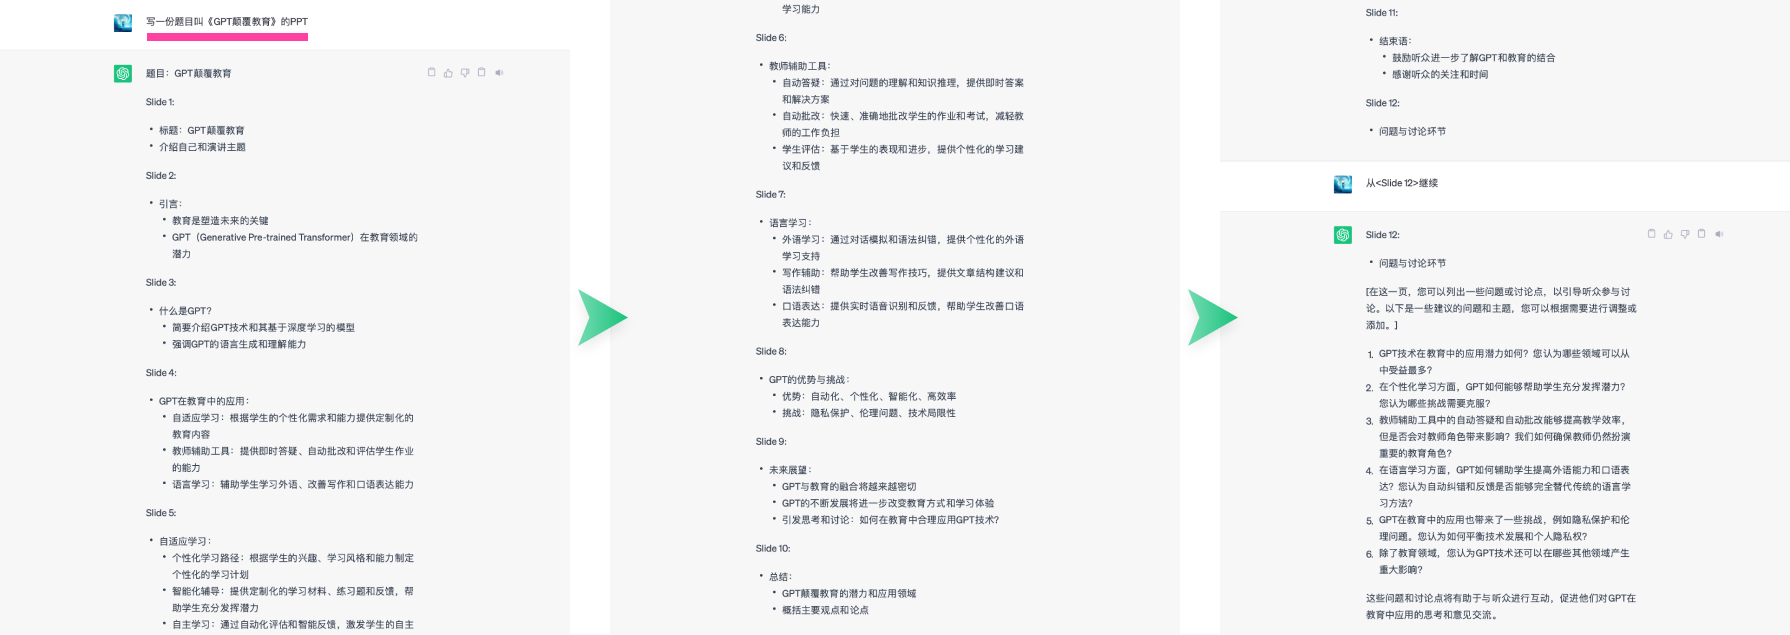 写一份题目叫《GPT颠覆教育》的PPT
题目：GPT颠覆教育
Slide 1:
• 标题：GPT颠覆教育
• 介绍自己和演讲主题
Slide 2:
• 引言：
• 教育是塑造未来的关键
• GPT（Generative Pre-trained Transformer）在教育领域的
潜力
Slide 3:
• 什么是GPT?
• 简要介绍GPT技术和其基于深度学习的模型
• 强调GPT的语言生成和理解能力
Slide 4:
• GPT在教育中的应用：
• 自适应学习：根据学生的个性化需求和能力提供定制化的
教育内容
• 教师辅助工具：提供即时答疑、自动批改和评估学生作业
的能力
• 语言学习：辅助学生学习外语、改善写作和口语表达能力
Slide 5:
• 自适应学习：
• 个性化学习路径：根据学生的兴趣、学习风格和能力制定
个性化的学习计划
• 智能化辅导：提供定制化的学习材料、练习题和反馈，帮
助学生充分发挥潜力
• 自主学习：通过自动化评估和智能反馈，激发学生的自主
学习能力
Slide 6:
• 教师辅助工具：
• 自动答疑：通过对问题的理解和知识推理，提供即时答案
和解决方案
• 自动批改：快速、准确地批改学生的作业和考试，减轻教
师的工作负担
• 学生评估：基于学生的表现和进步，提供个性化的学习建
议和反馈
Slide 7:
• 语言学习：
• 外语学习：通过对话模拟和语法纠错，提供个性化的外语
学习支持
• 写作辅助：帮助学生改善写作技巧，提供文章结构建议和
语法纠错
• 口语表达：提供实时语音识别和反馈，帮助学生改善口语
表达能力
Slide 8:
• GPT的优势与挑战：
• 优势：自动化、个性化、智能化、高效率
• 挑战：隐私保护、伦理问题、技术局限性
Slide 9:
• 未来展望：
• GPT与教育的融合将越来越密切
• GPT的不断发展将进一步改变教育方式和学习体验
• 引发思考和讨论：如何在教育中合理应用GPT技术?
Slide 10:
• 总结：
• GPT颠覆教育的潜力和应用领域
• 概括主要观点和论点
Slide 11:
• 结束语：
• 鼓励听众进一步了解GPT和教育的结合
• 感谢听众的关注和时间
Slide 12:
• 问题与讨论环节
从<Slide 12>继续
Slide 12:
• 问题与讨论环节
[在这一页，您可以列出一些问题或讨论点，以引导听众参与讨
论。以下是一些建议的问题和主题，您可以根据需要进行调整或
添加。]
1. GPT技术在教育中的应用潜力如何？您认为哪些领域可以从
中受益最多?
2. 在个性化学习方面，GPT如何能够帮助学生充分发挥潜力?
您认为哪些挑战需要克服?
3. 教师辅助工具中的自动答疑和自动批改能够提高教学效率，
但是否会对教师角色带来影响？我们如何确保教师仍然扮演
重要的教育角色?
4. 在语言学习方面，GPT如何辅助学生提高外语能力和口语表
达？您认为自动纠错和反馈是否能够完全替代传统的语言学
习方法?
5. GPT在教育中的应用也带来了一些挑战，例如隐私保护和伦
理问题。您认为如何平衡技术发展和个人隐私权?
6. 除了教育领域，您认为GPT技术还可以在哪些其他领域产生
重大影响?
这些问题和讨论点将有助于与听众进行互动，促进他们对GPT在
教育中应用的思考和意见交流。